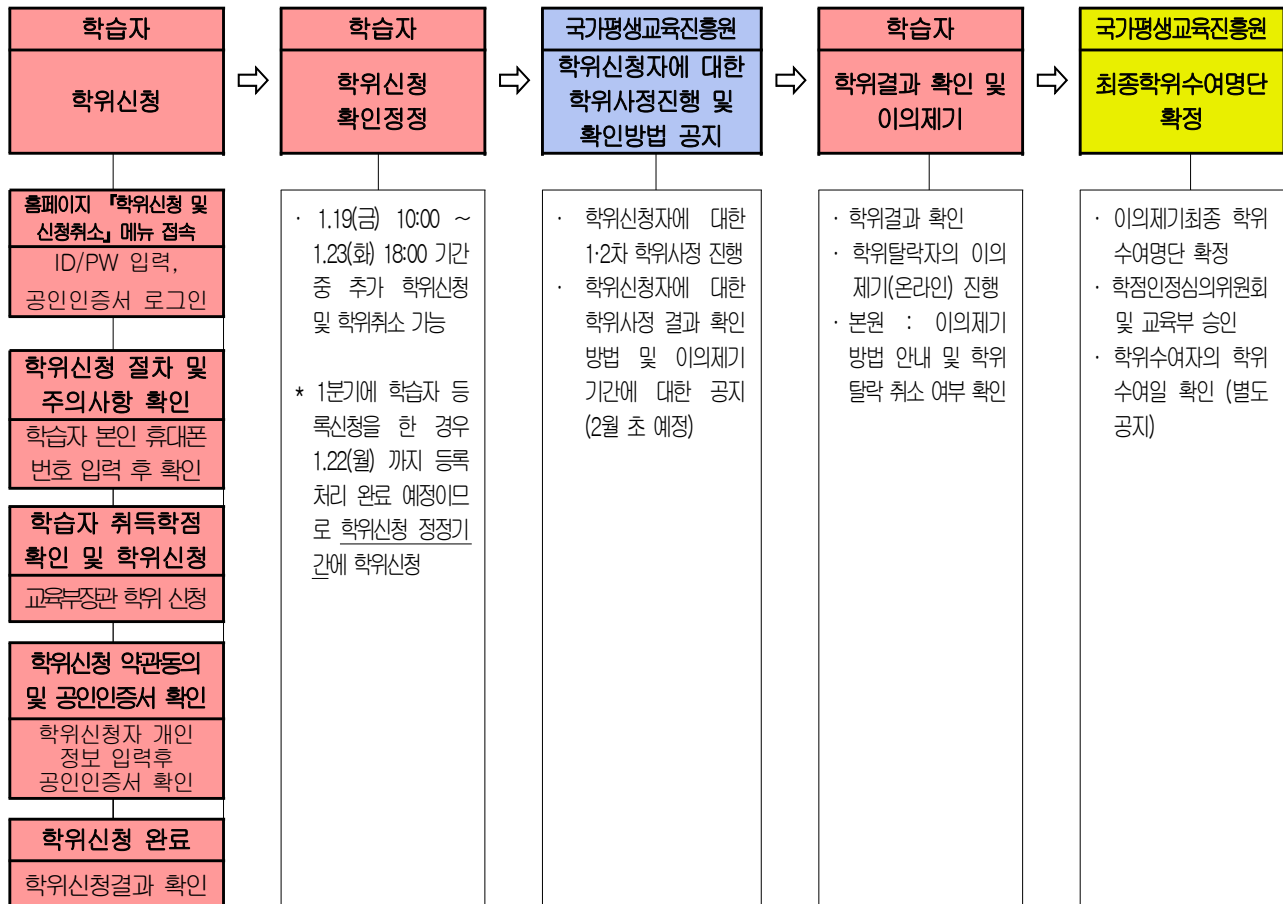 학습자
학위신청
학습자
학위신청
확인정정
국가평생교육진흥원
학위신청자에 대한
학위사정진행 및
확인방법 공지
학습자
학위결과 확인 및
이의제기
국가평생교육진흥원
최종학위수여명단
확정
홈페이지 『학위신청 및
신청취소』 메뉴 접속
ID/PW 입력,
공인인증서 로그인
학위신청 절차 및
주의사항 확인
학습자 본인 휴대폰
번호 입력 후 확인
학습자 취득학점
확인 및 학위신청
교육부장관 학위 신청
학위신청 약관동의
및 공인인증서 확인
학위신청자 개인
정보 입력후
공인인증서 확인
학위신청 완료
학위신청결과 확인
· 1.19(금) 10:00 ~
1.23(화) 18:00 기간
중 추가 학위신청
및 학위취소 가능
* 1분기에 학습자 등
록신청을 한 경우
1.22(월) 까지 등록
처리 완료 예정이므
로 학위신청 정정기
간에 학위신청
· 학위신청자에 대한
1·2차 학위사정 진행
· 학위신청자에 대한
학위사정 결과 확인
방법 및 이의제기
기간에 대한 공지
(2월 초 예정)
· 학위결과 확인
· 학위탈락자의 이의
제기(온라인) 진행
· 본원 : 이의제기
방법 안내 및 학위
탈락 취소 여부 확인
· 이의제기최종 학위
수여명단 확정
· 학점인정심의위원회
및 교육부 승인
· 학위수여자의 학위
수여일 확인 (별도
공지)